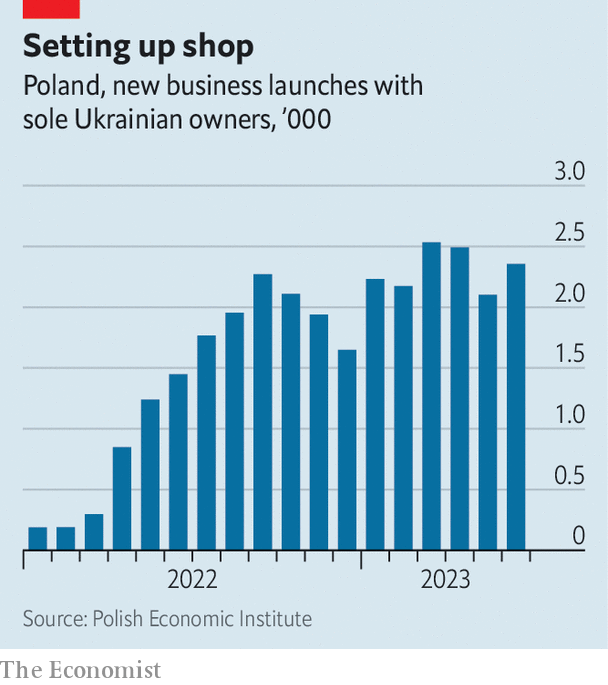 Setting up shop
Poland, new business launches with
sole Ukrainian owners, ’000
3.0
2.5
2.0
1.5
1.0
0.5
0
2022 2023
Source: Polish Economic Institute
The Economist